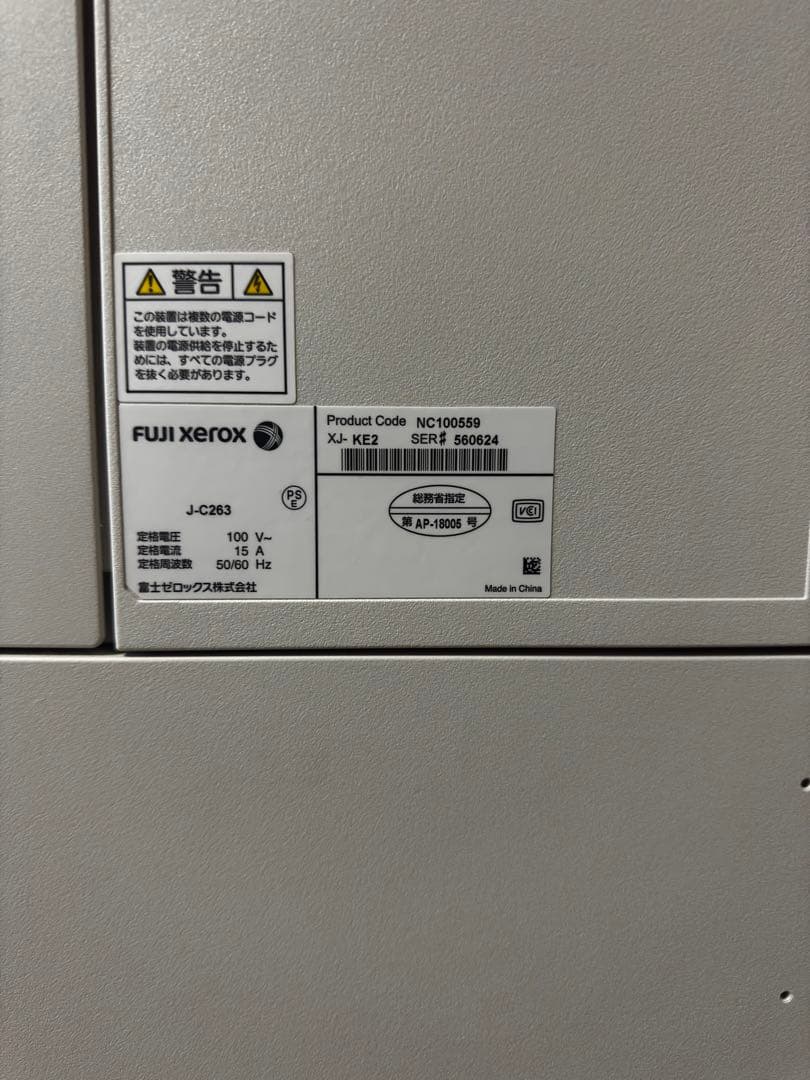 警告
この装置は複数の電源コード
を使用しています。
装置の電源供給を停止するた
めには、すべての電源プラグ
を抜く必要があります。
FUJI xerox
J-C263
PS
E
定格電圧 100 V~
定格電流 15 A
定格周波数 50/60 Hz
富士ゼロックス株式会社
Product Code NC100559
XJ- KE2 SER# 560624
総務省指定
第 AP-18005 号
VCI
Made in China